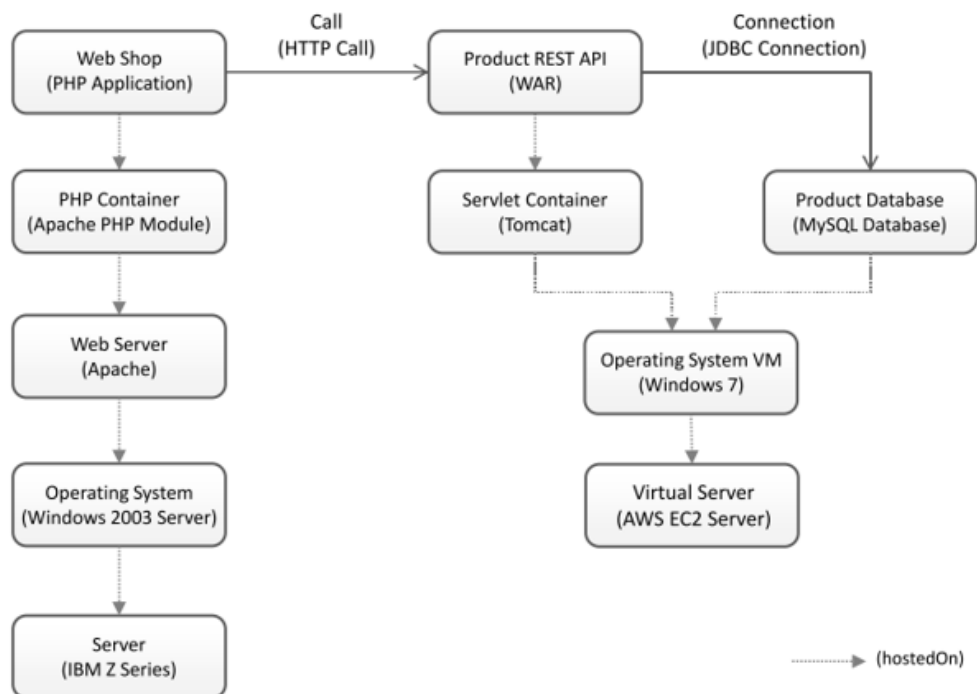 Call
(HTTP Call)
Connection
(JDBC Connection)
Web Shop
(PHP Application)
Product REST API
(WAR)
PHP Container
(Apache PHP Module)
Servlet Container
(Tomcat)
Product Database
(MySQL Database)
Web Server
(Apache)
Operating System VM
(Windows 7)
Operating System
(Windows 2003 Server)
Virtual Server
(AWS EC2 Server)
Server
(IBM Z Series)
(hostedOn)